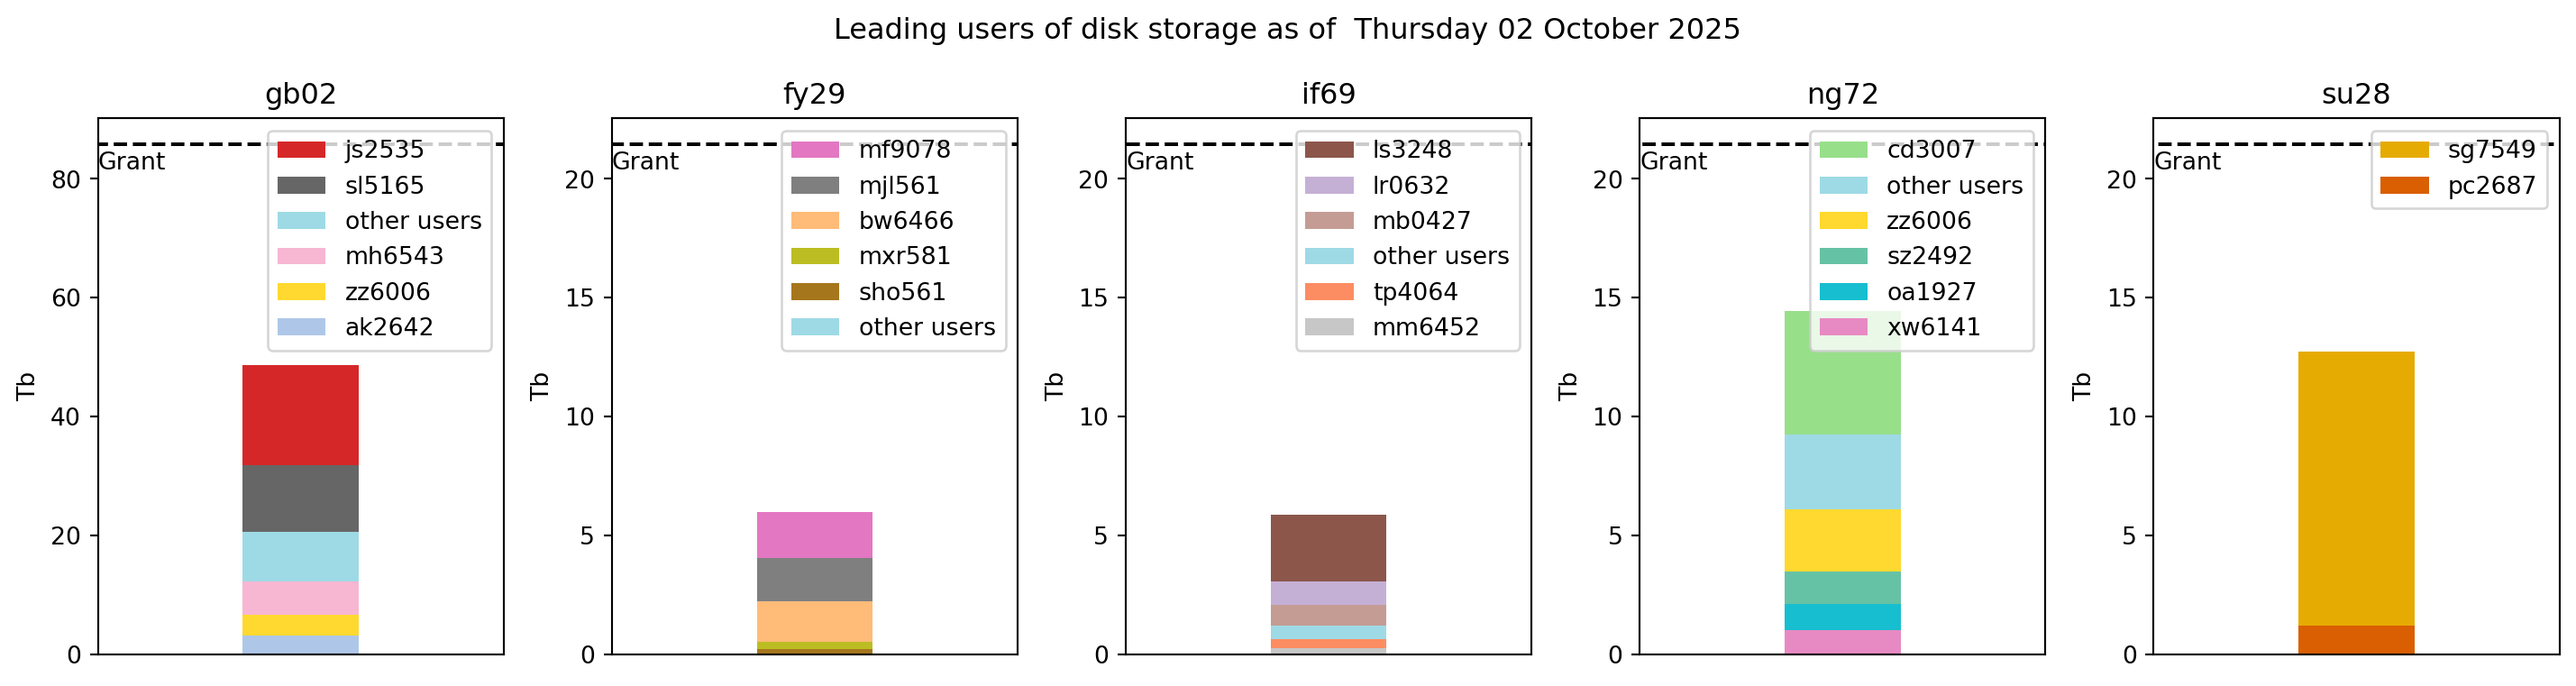 Leading users of disk storage as of  Thursday 02 October 2025
gb02
Grant
js2535
sl5165
other users
mh6543
zz6006
ak2642
80
60
40
20
0
Tb
fy29
Grant
mf9078
mjl561
bw6466
mxr581
sho561
other users
20
15
10
5
0
Tb
if69
Grant
ls3248
lr0632
mb0427
other users
tp4064
mm6452
20
15
10
5
0
Tb
ng72
Grant
cd3007
other users
zz6006
sz2492
oa1927
xw6141
20
15
10
5
0
Tb
su28
Grant
sg7549
pc2687
20
15
10
5
0
Tb